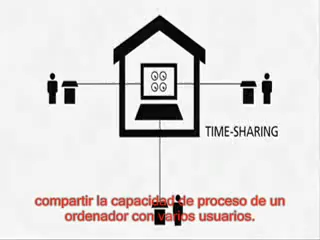 TIME-SHARING
compartir la capacidad de proceso de un
ordenador con varios usuarios.